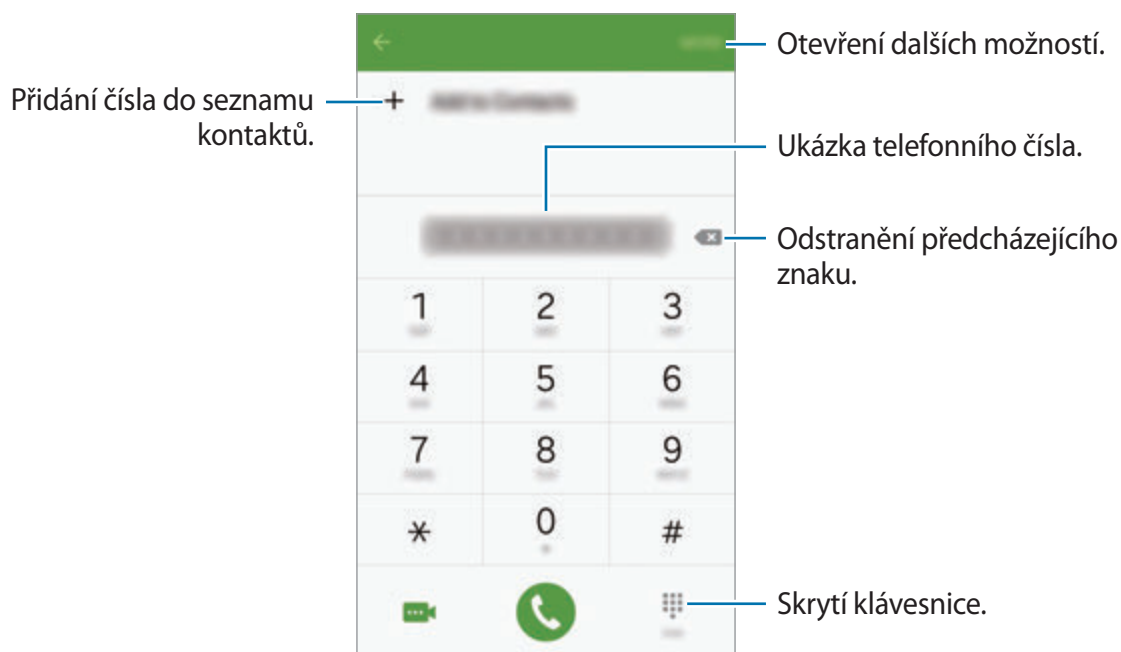 Otevření dalších možností.
Přidání čísla do seznamu
kontaktů.
Ukázka telefonního čísla.
Odstranění předcházejícího
znaku.
1 2 3
4 5 6
7 8 9
* 0 #
Skrytí klávesnice.